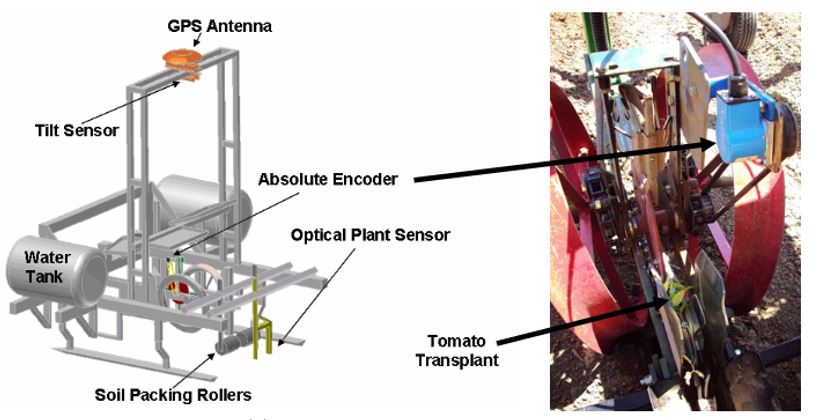 GPS Antenna
Tilt Sensor
Absolute Encoder
Optical Plant Sensor
Water
Tank
Tomato
Transplant
Soil Packing Rollers